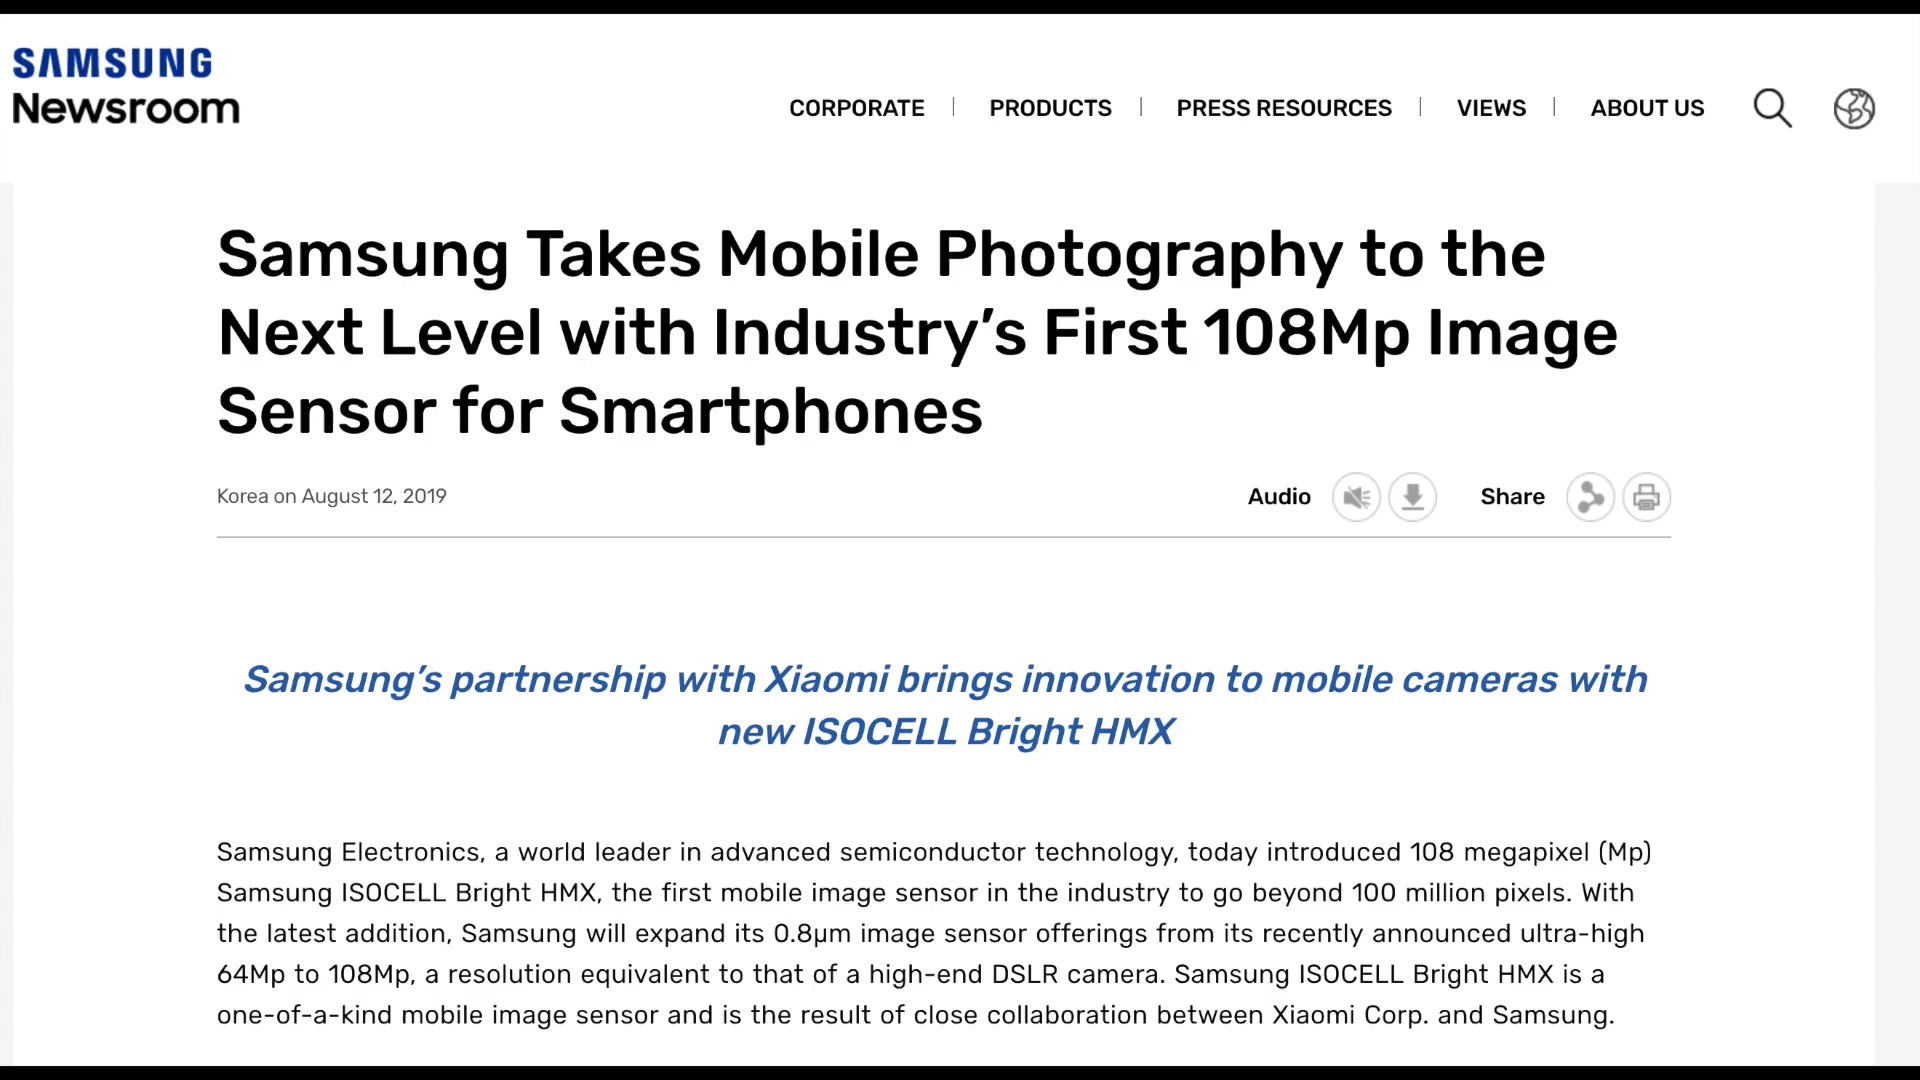 SAMSUNG
Newsroom
CORPORATE | PRODUCTS | PRESS RESOURCES | VIEWS | ABOUT US
Samsung Takes Mobile Photography to the
Next Level with Industry’s First 108Mp Image
Sensor for Smartphones
Korea on August 12, 2019
Audio Share
Samsung’s partnership with Xiaomi brings innovation to mobile cameras with
new ISOCELL Bright HMX
Samsung Electronics, a world leader in advanced semiconductor technology, today introduced 108 megapixel (Mp)
Samsung ISOCELL Bright HMX, the first mobile image sensor in the industry to go beyond 100 million pixels. With
the latest addition, Samsung will expand its 0.8μm image sensor offerings from its recently announced ultra-high
64Mp to 108Mp, a resolution equivalent to that of a high-end DSLR camera. Samsung ISOCELL Bright HMX is a
one-of-a-kind mobile image sensor and is the result of close collaboration between Xiaomi Corp. and Samsung.